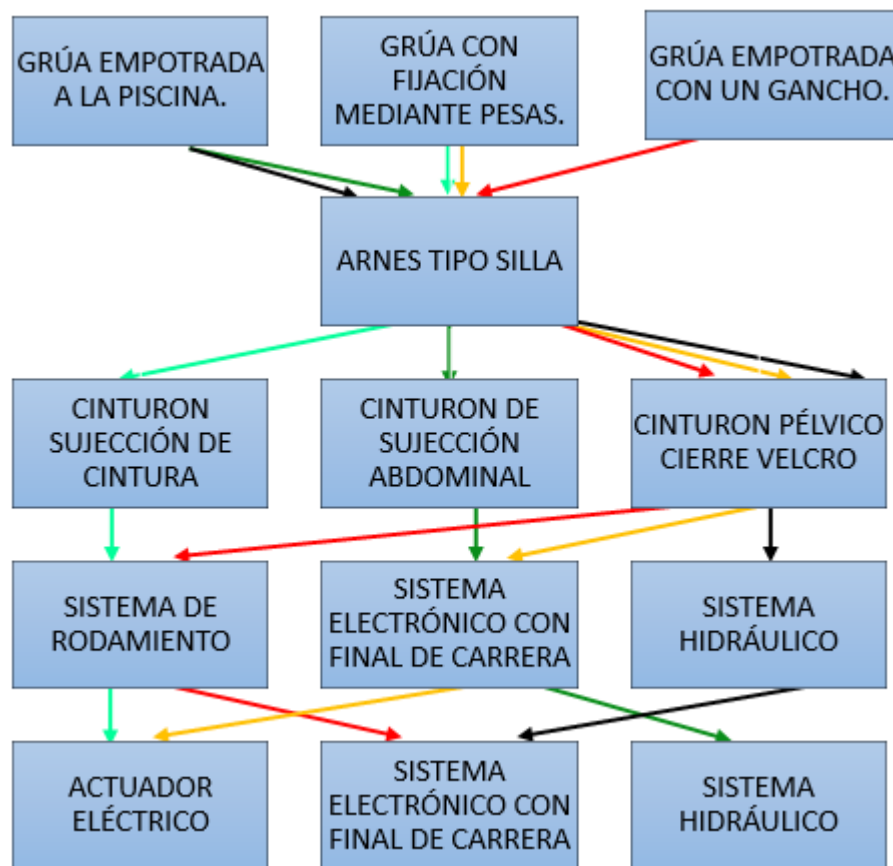 GRÚA EMPOTRADA
A LA PISCINA.
GRÚA CON
FIJACIÓN
MEDIANTE PESAS.
GRÚA EMPOTRADA
CON UN GANCHO.
ARNES TIPO SILLA
CINTURON
SUJECCIÓN DE
CINTURA
CINTURON DE
SUJECCIÓN
ABDOMINAL
CINTURON PÉLVICO
CIERRE VELCRO
SISTEMA DE
RODAMIENTO
SISTEMA
ELECTRÓNICO CON
FINAL DE CARRERA
SISTEMA
HIDRÁULICO
ACTUADOR
ELÉCTRICO
SISTEMA
ELECTRÓNICO CON
FINAL DE CARRERA
SISTEMA
HIDRÁULICO